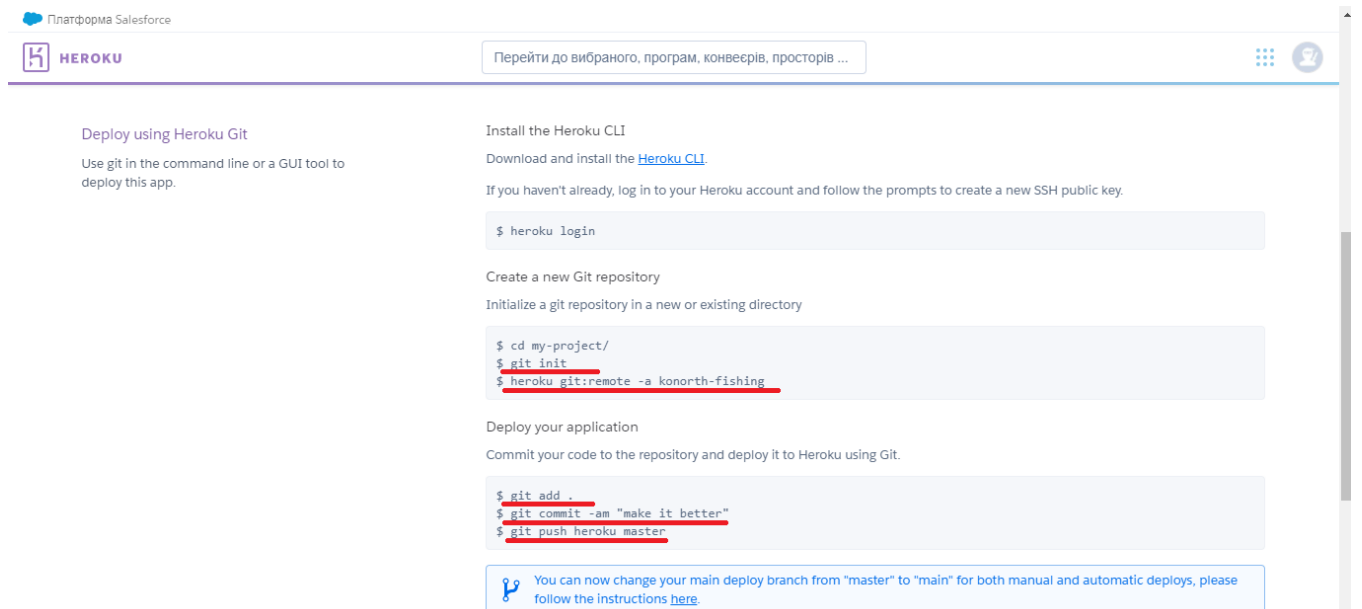 Платформа Salesforce
HEROKU
Перейти до вибраного, програм, конвеєрів, просторів ...
Deploy using Heroku Git
Use git in the command line or a GUI tool to
deploy this app.
Install the Heroku CLI
Download and install the Heroku CLI.
If you haven't already, log in to your Heroku account and follow the prompts to create a new SSH public key.
$ heroku login
Create a new Git repository
Initialize a git repository in a new or existing directory
$ cd my-project/
$ git init
$ heroku git:remote -a konorth-fishing
Deploy your application
Commit your code to the repository and deploy it to Heroku using Git.
$ git add .
$ git commit -am "make it better"
$ git push heroku master
You can now change your main deploy branch from "master" to "main" for both manual and automatic deploys, please
follow the instructions here.